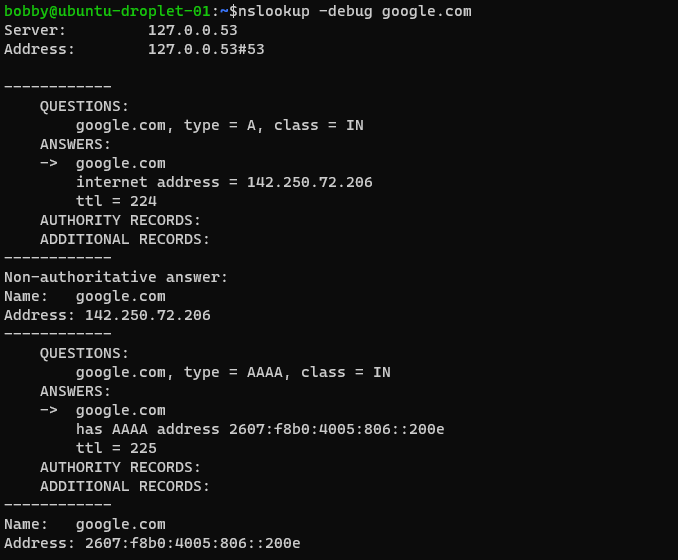 bobby@ubuntu-droplet-01:~$nslookup -debug google.com
Server:         127.0.0.53
Address:        127.0.0.53#53

------------
    QUESTIONS:
        google.com, type = A, class = IN
    ANSWERS:
    ->  google.com
        internet address = 142.250.72.206
        ttl = 224
    AUTHORITY RECORDS:
    ADDITIONAL RECORDS:
------------
Non-authoritative answer:
Name:   google.com
Address: 142.250.72.206
------------
    QUESTIONS:
        google.com, type = AAAA, class = IN
    ANSWERS:
    ->  google.com
        has AAAA address 2607:f8b0:4005:806::200e
        ttl = 225
    AUTHORITY RECORDS:
    ADDITIONAL RECORDS:
------------
Name:   google.com
Address: 2607:f8b0:4005:806::200e